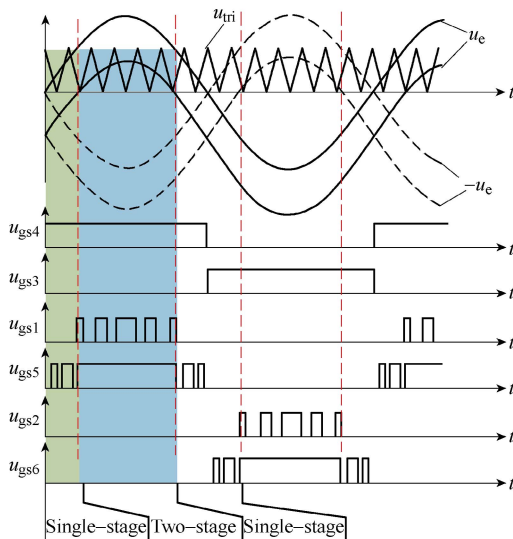 u_tri
u_e
t
−u_e
u_gs4
t
u_gs3
t
u_gs1
t
u_gs5
t
u_gs2
t
u_gs6
t
Single−stage Two−stage Single−stage